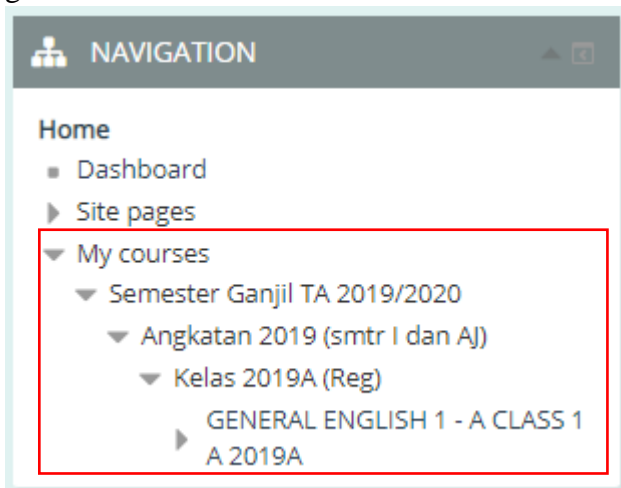 NAVIGATION
Home
Dashboard
Site pages
My courses
Semester Ganjil TA 2019/2020
Angkatan 2019 (smtr I dan AJ)
Kelas 2019A (Reg)
GENERAL ENGLISH 1 - A CLASS 1
A 2019A